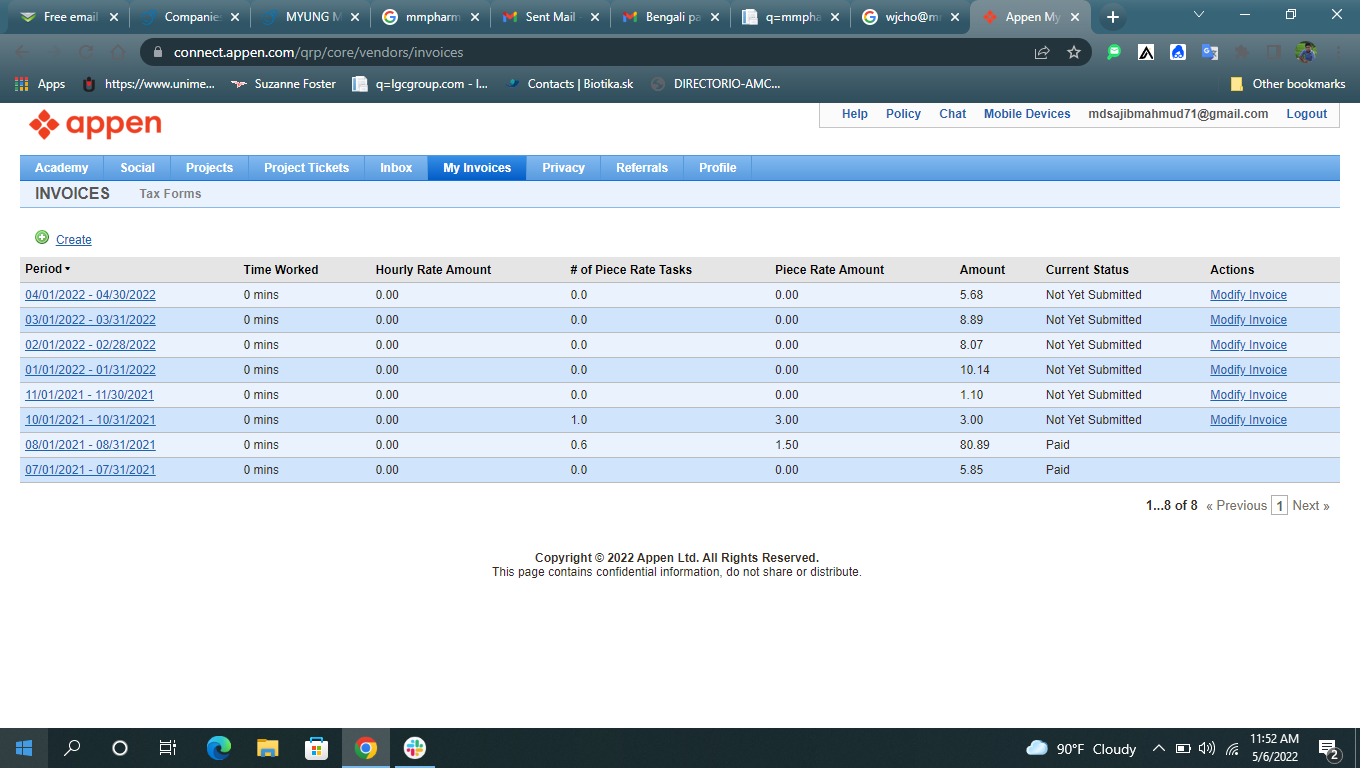 Free email
Companies
MYUNG M
mmpharm
Sent Mail
Bengali pa
q=mmpha
wjcho@m
Appen My
connect.appen.com/qrp/core/vendors/invoices
Apps
https://www.unime...
Suzanne Foster
q=lgcgroup.com - l...
Contacts | Biotika.sk
DIRECTORIO-AMC...
Other bookmarks
appen
Help Policy Chat Mobile Devices mdsajibmahmud71@gmail.com Logout
Academy Social Projects Project Tickets Inbox My Invoices Privacy Referrals Profile
INVOICES Tax Forms
Create
Period Time Worked Hourly Rate Amount # of Piece Rate Tasks Piece Rate Amount Amount Current Status Actions
04/01/2022 - 04/30/2022 0 mins 0.00 0.0 0.00 5.68 Not Yet Submitted Modify Invoice
03/01/2022 - 03/31/2022 0 mins 0.00 0.0 0.00 8.89 Not Yet Submitted Modify Invoice
02/01/2022 - 02/28/2022 0 mins 0.00 0.0 0.00 8.07 Not Yet Submitted Modify Invoice
01/01/2022 - 01/31/2022 0 mins 0.00 0.0 0.00 10.14 Not Yet Submitted Modify Invoice
11/01/2021 - 11/30/2021 0 mins 0.00 0.0 0.00 1.10 Not Yet Submitted Modify Invoice
10/01/2021 - 10/31/2021 0 mins 0.00 1.0 3.00 3.00 Not Yet Submitted Modify Invoice
08/01/2021 - 08/31/2021 0 mins 0.00 0.6 1.50 80.89 Paid
07/01/2021 - 07/31/2021 0 mins 0.00 0.0 0.00 5.85 Paid
1...8 of 8 « Previous 1 Next »
Copyright © 2022 Appen Ltd. All Rights Reserved.
This page contains confidential information, do not share or distribute.
90°F Cloudy
11:52 AM
5/6/2022
2